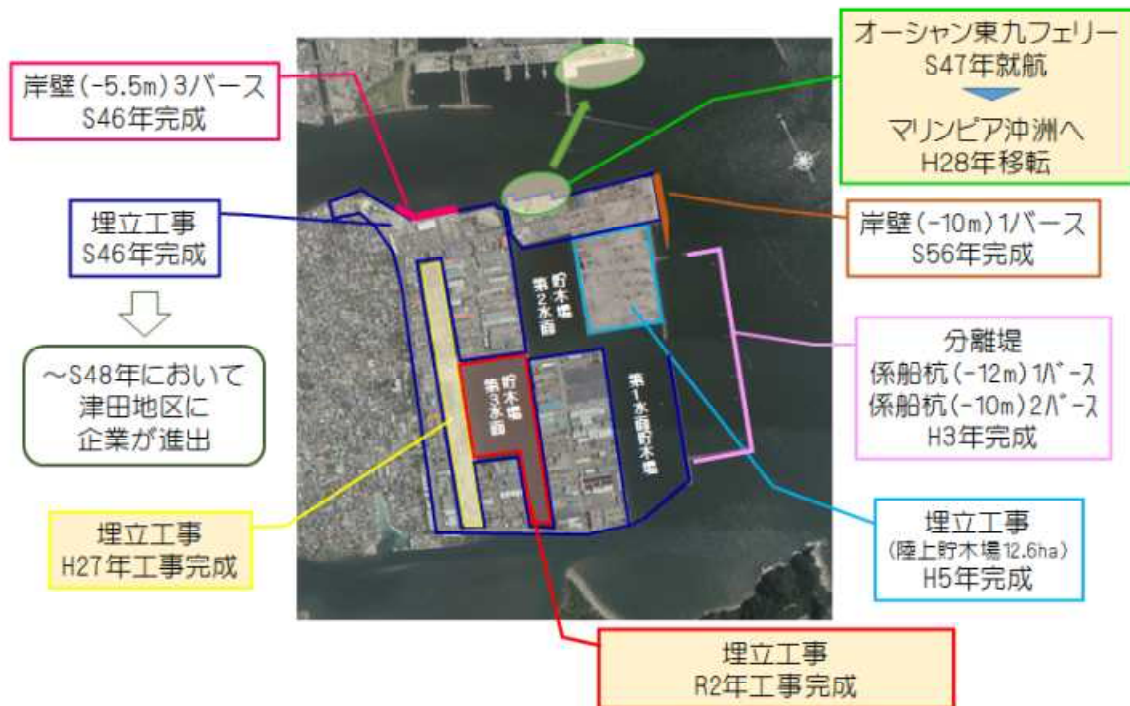 岸壁(-5.5m)3バース
S46年完成
埋立工事
S46年完成
～S48年において
津田地区に
企業が進出
埋立工事
H27年工事完成
オーシャン東九フェリー
S47年就航
マリンピア沖洲へ
H28年移転
岸壁(-10m)1バース
S56年完成
分離堤
係船杭(-12m)1バース
係船杭(-10m)2バース
H3年完成
埋立工事
(陸上貯木場12.6ha)
H5年完成
埋立工事
R2年工事完成
貯木場
第2水面
貯木場
第3水面
第1水面貯木場